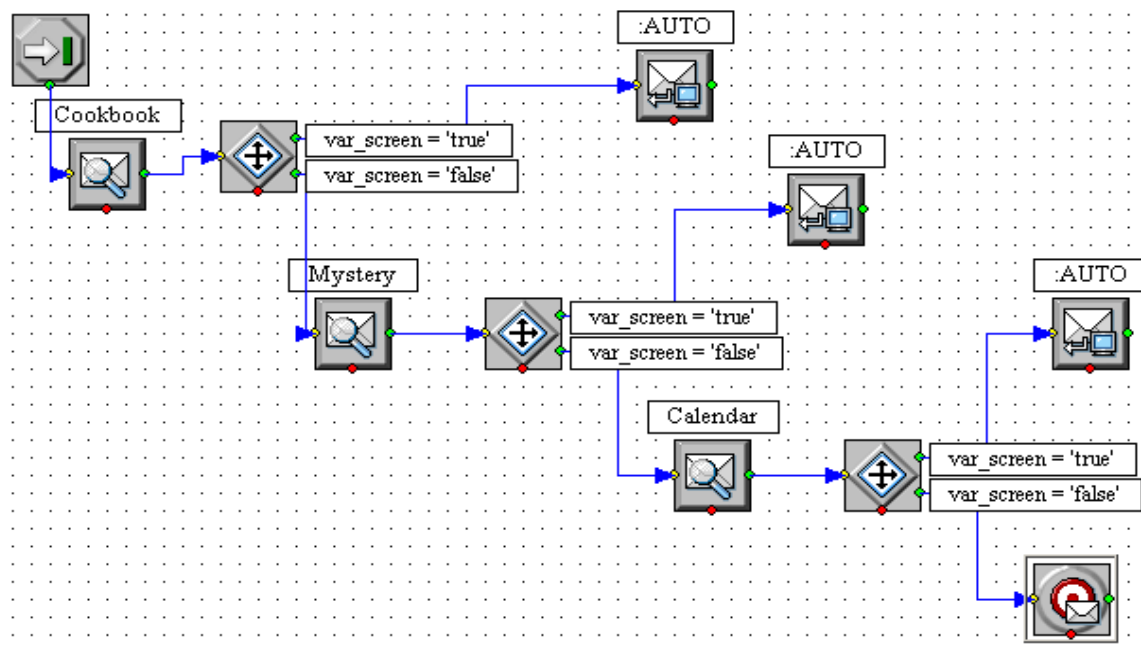 :AUTO
Cookbook
var_screen = 'true'
var_screen = 'false'
:AUTO
Mystery
:AUTO
var_screen = 'true'
var_screen = 'false'
Calendar
var_screen = 'true'
var_screen = 'false'